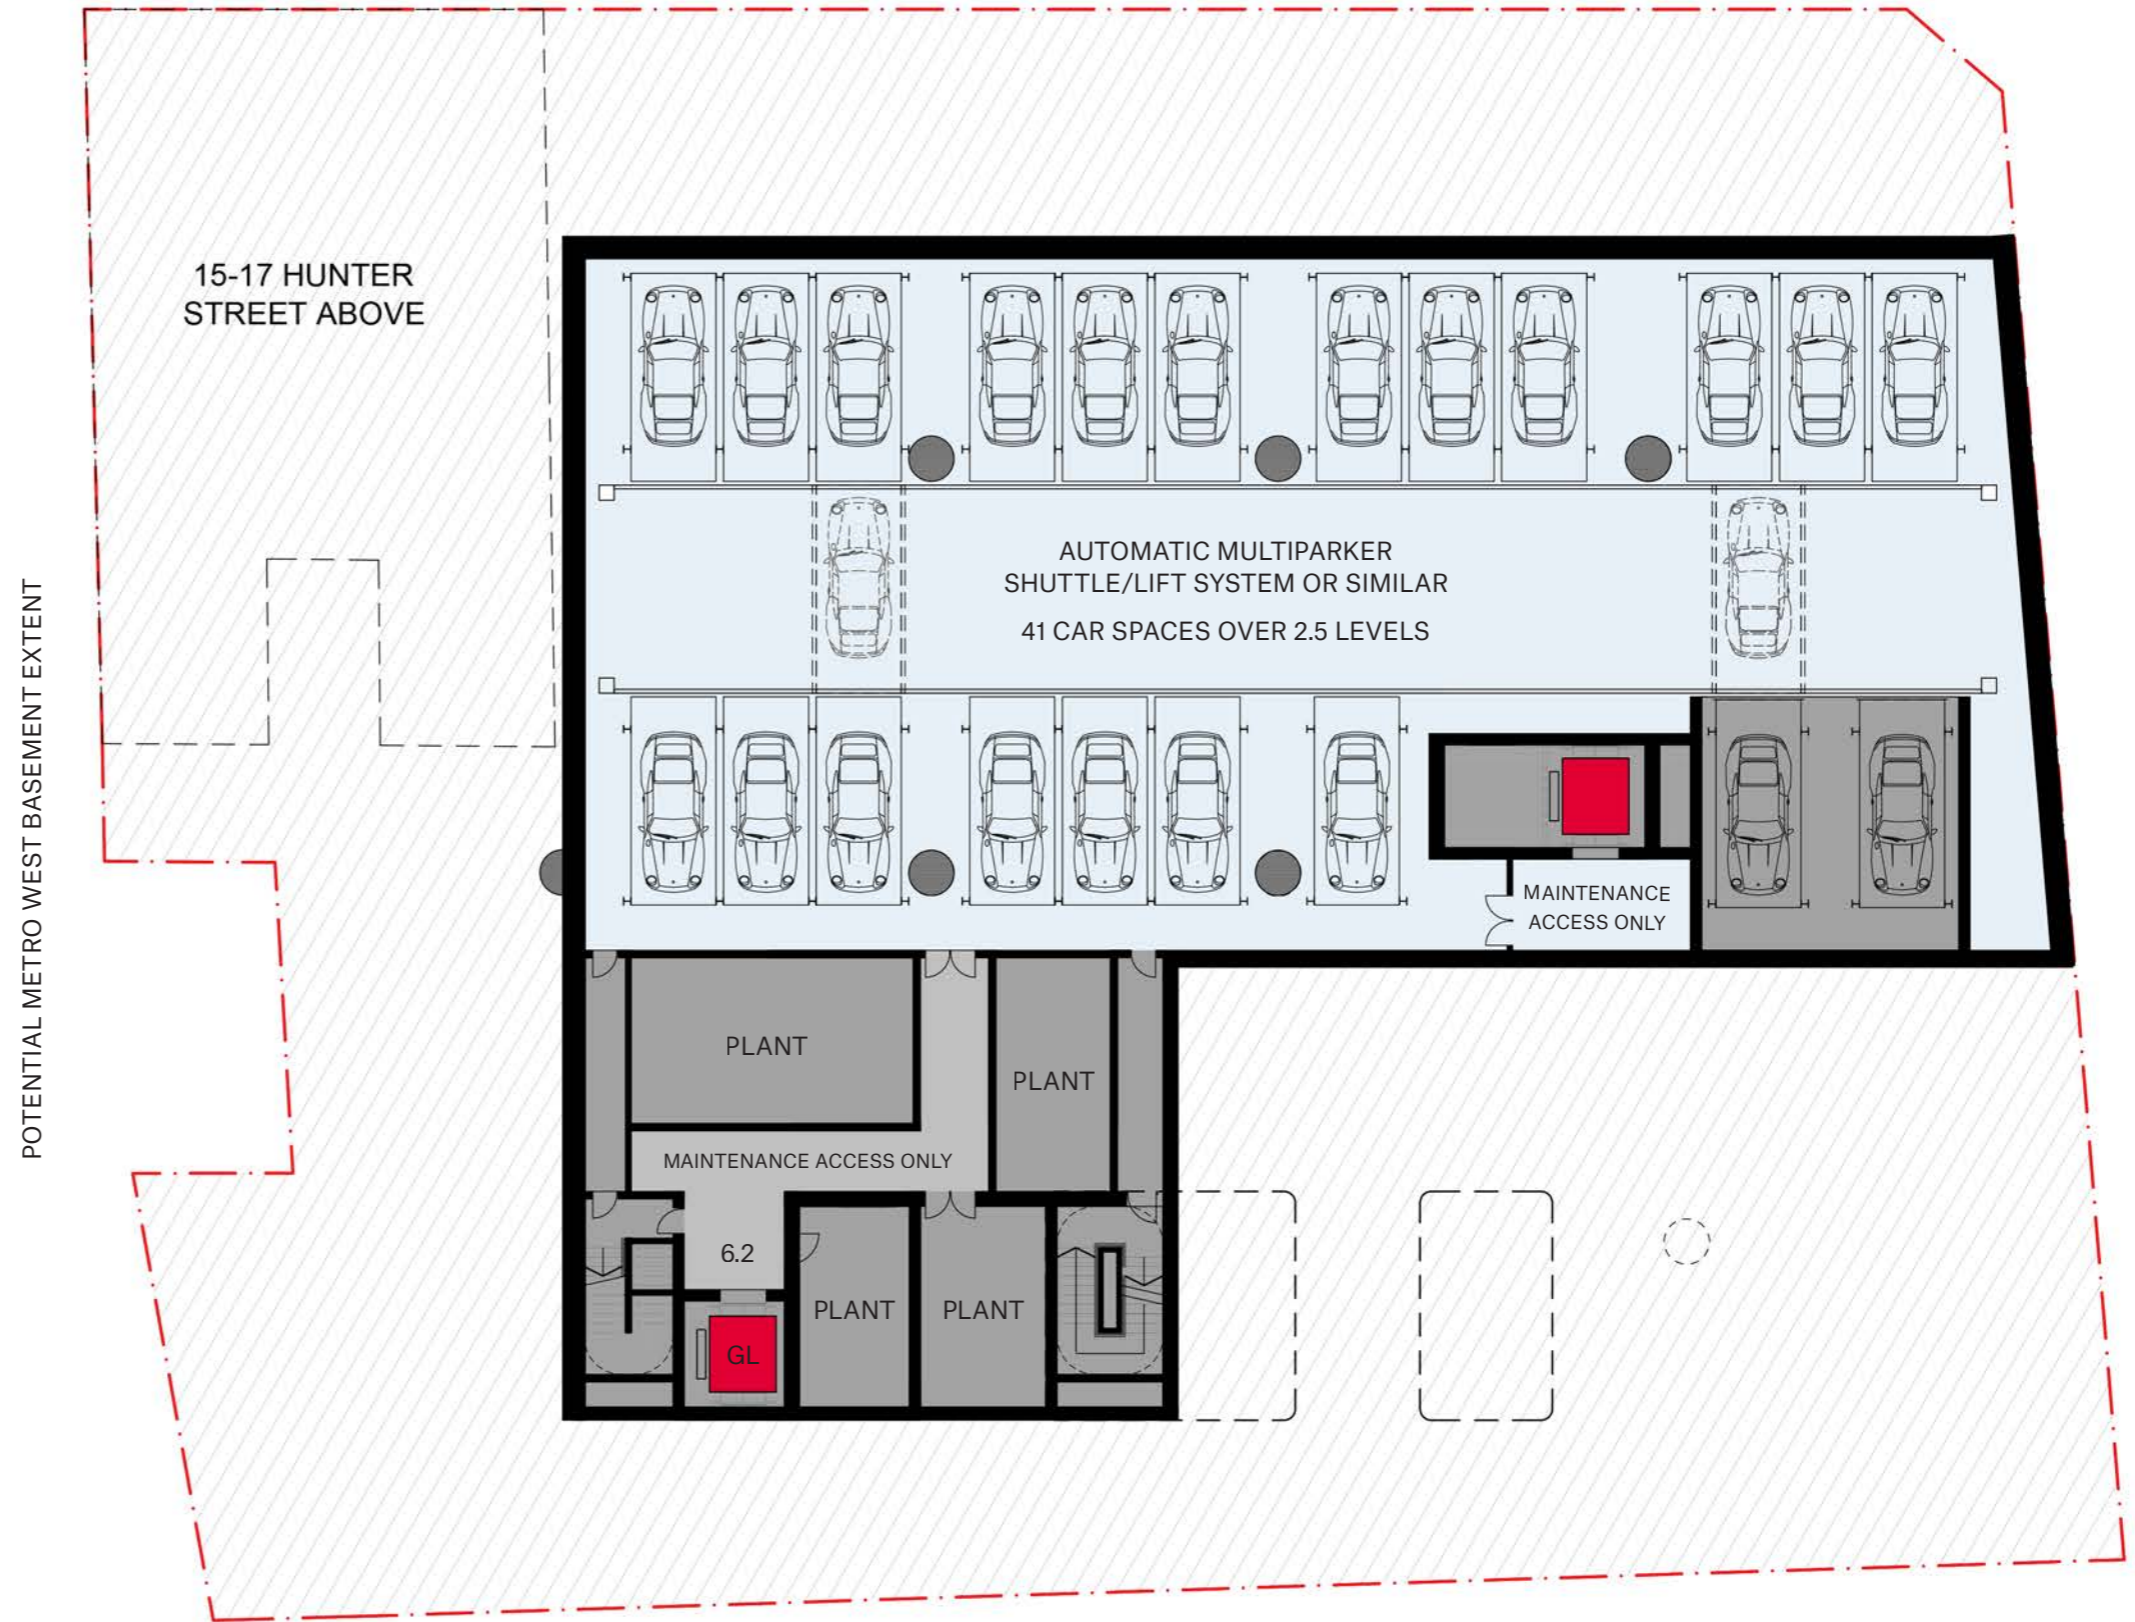 15-17 HUNTER
STREET ABOVE
POTENTIAL METRO WEST BASEMENT EXTENT
AUTOMATIC MULTIPARKER
SHUTTLE/LIFT SYSTEM OR SIMILAR
41 CAR SPACES OVER 2.5 LEVELS
MAINTENANCE
ACCESS ONLY
PLANT
PLANT
MAINTENANCE ACCESS ONLY
6.2
PLANT
PLANT
GL